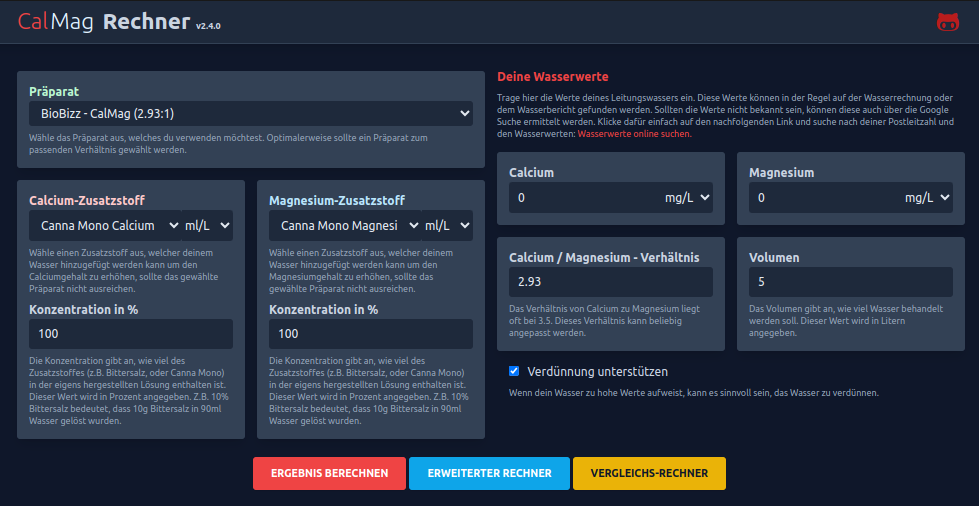 CalMag Rechner v2.4.0
Präparat
BioBizz - CalMag (2.93:1)
Wähle das Präparat aus, welches du verwenden möchtest. Optimalerweise sollte ein Präparat zum
passenden Verhältnis gewählt werden.
Calcium-Zusatzstoff
Canna Mono Calcium
ml/L
Wähle einen Zusatzstoff aus, welcher deinem
Wasser hinzugefügt werden kann um den
Calciumgehalt zu erhöhen, sollte das gewählte
Präparat nicht ausreichen.
Konzentration in %
100
Die Konzentration gibt an, wie viel des
Zusatzstoffes (z.B. Bittersalz, oder Canna Mono)
in der eigens hergestellten Lösung enthalten ist.
Dieser Wert wird in Prozent angegeben. Z.B. 10%
Bittersalz bedeutet, dass 10g Bittersalz in 90ml
Wasser gelöst wurden.
Magnesium-Zusatzstoff
Canna Mono Magnesi
ml/L
Wähle einen Zusatzstoff aus, welcher deinem
Wasser hinzugefügt werden kann um den
Magnesiumgehalt zu erhöhen, sollte das
gewählte Präparat nicht ausreichen.
Konzentration in %
100
Die Konzentration gibt an, wie viel des
Zusatzstoffes (z.B. Bittersalz, oder Canna Mono)
in der eigens hergestellten Lösung enthalten ist.
Dieser Wert wird in Prozent angegeben. Z.B. 10%
Bittersalz bedeutet, dass 10g Bittersalz in 90ml
Wasser gelöst wurden.
Deine Wasserwerte
Trage hier die Werte deines Leitungswassers ein. Diese Werte können in der Regel auf der Wasserrechnung oder
dem Wasserbericht gefunden werden. Sollten die Werte nicht bekannt sein, können diese auch über die Google
Suche ermittelt werden. Klicke dafür einfach auf den nachfolgenden Link und suche nach deiner Postleitzahl und
den Wasserwerten: Wasserwerte online suchen.
Calcium
0
mg/L
Magnesium
0
mg/L
Calcium / Magnesium - Verhältnis
2.93
Das Verhältnis von Calcium zu Magnesium liegt
oft bei 3.5. Dieses Verhältnis kann beliebig
angepasst werden.
Volumen
5
Das Volumen gibt an, wie viel Wasser behandelt
werden soll. Dieser Wert wird in Litern
angegeben.
Verdünnung unterstützen
Wenn dein Wasser zu hohe Werte aufweist, kann es sinnvoll sein, das Wasser zu verdünnen.
ERGEBNIS BERECHNEN
ERWEITERTER RECHNER
VERGLEICHS-RECHNER